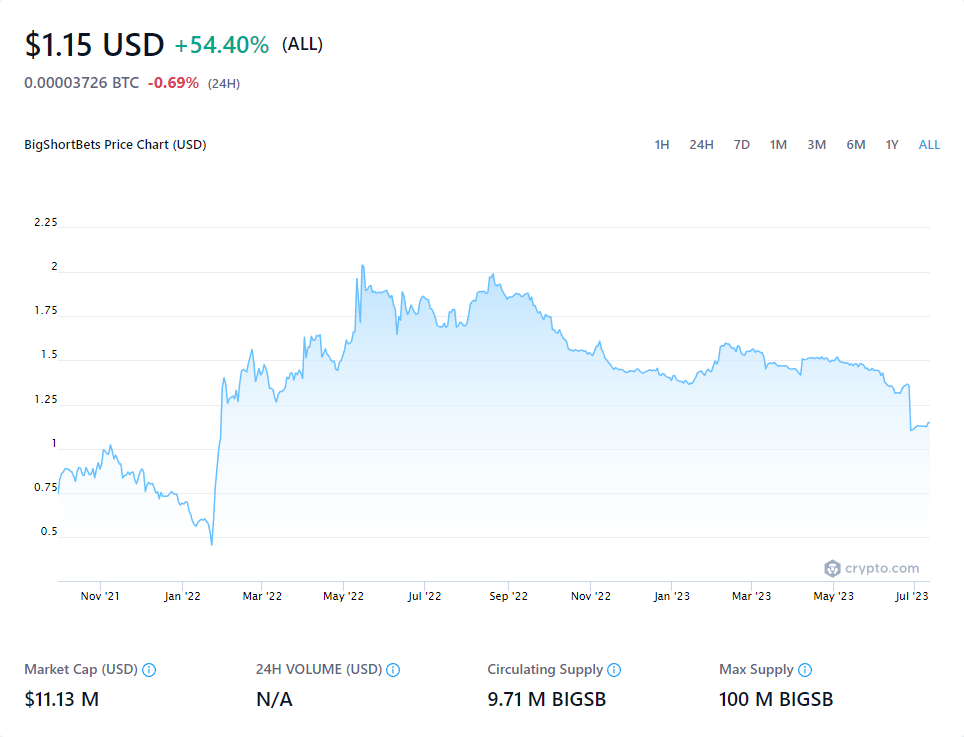 $1.15 USD +54.40% (ALL)
0.00003726 BTC -0.69% (24H)
BigShortBets Price Chart (USD) 1H 24H 7D 1M 3M 6M 1Y ALL
2.25
2
1.75
1.5
1.25
1
0.75
0.5
crypto.com
Nov '21 Jan '22 Mar '22 May '22 Jul '22 Sep '22 Nov '22 Jan '23 Mar '23 May '23 Jul '23
Market Cap (USD) 24H VOLUME (USD) Circulating Supply Max Supply
$11.13 M N/A 9.71 M BIGSB 100 M BIGSB